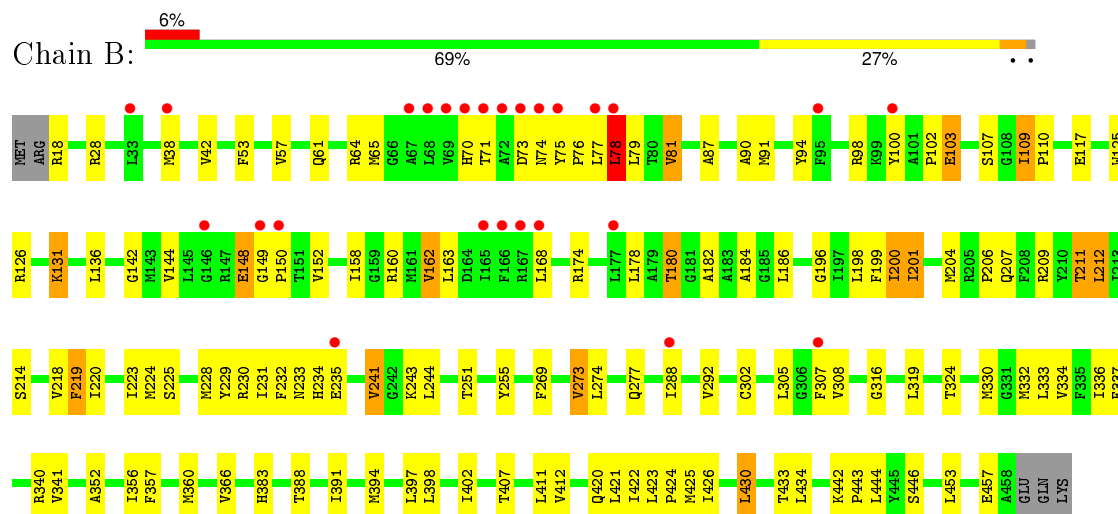 6%
Chain B:
69% 27% • •
MET ARG R18 R28 L33 M38 V42 F53 V57 Q61 R64 M65 G66 A67 L68 V69 H70 T71 A72 D73 N74 Y75 P76 L77 L78 L79 T80 V81 A87 A90 M91 Y94 F95 R98 K99 Y100 A101 P102 E103 S107 G108 I109 P110 E117 W125
R126 K131 L136 G142 M143 V144 L145 G146 R147 E148 G149 P150 T151 V152 I158 G159 R160 M161 V162 L163 D164 I165 F166 R167 L168 R174 L177 L178 A179 T180 G181 A182 A183 A184 G185 L186 G196 I197 L198 F199 I200 I201 M204 R205 P206 Q207 F208 R209 Y210 T211 L212
S214 V218 F219 I220 I223 M224 S225 M228 Y229 R230 I231 F232 N233 H234 E235 V241 G242 K243 L244 T251 Y255 F269 V273 L274 Q277 I288 V292 C302 L305 G306 F307 V308 G316 L319 T324 M330 G331 M332 L333 V334 F335 I336
R340 V341 A352 I356 F357 M360 V366 H383 T388 I391 M394 L397 L398 T402 T407 L411 V412 Q420 L421 I422 L423 P424 M425 I426 L430 T433 L434 K442 P443 L444 Y445 S446 L453 E457 A458 GLU GLN LYS